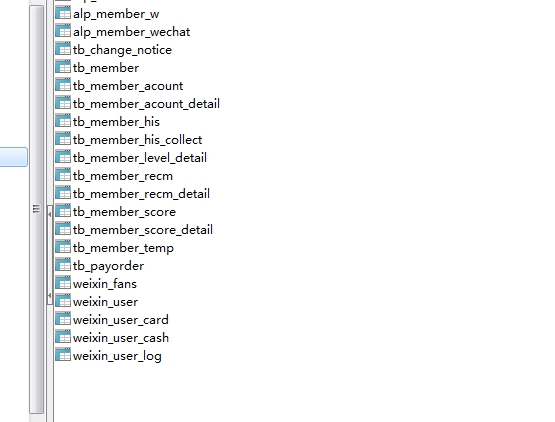 alp_member_w
alp_member_wechat
tb_change_notice
tb_member
tb_member_acount
tb_member_acount_detail
tb_member_his
tb_member_his_collect
tb_member_level_detail
tb_member_recm
tb_member_recm_detail
tb_member_score
tb_member_score_detail
tb_member_temp
tb_payorder
weixin_fans
weixin_user
weixin_user_card
weixin_user_cash
weixin_user_log